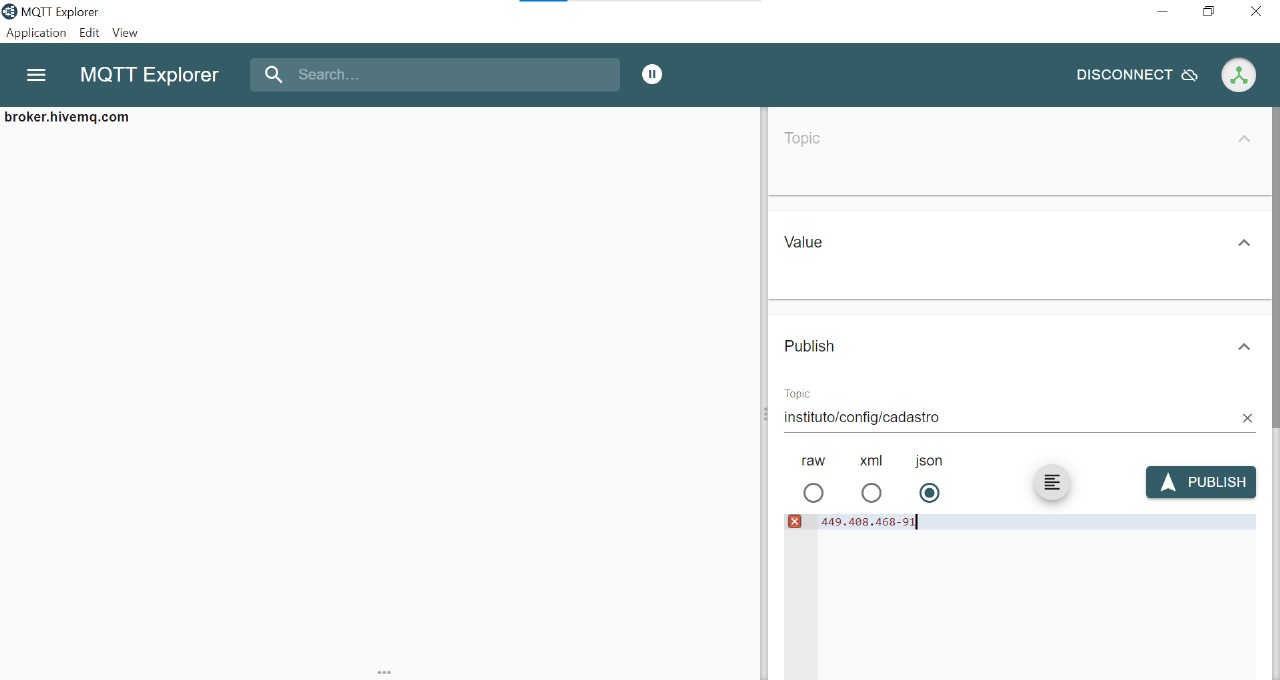 MQTT Explorer
Application Edit View
MQTT Explorer Search... DISCONNECT
broker.hivemq.com
Topic
Value
Publish
Topic
instituto/config/cadastro
raw xml json
PUBLISH
449.408.468-91